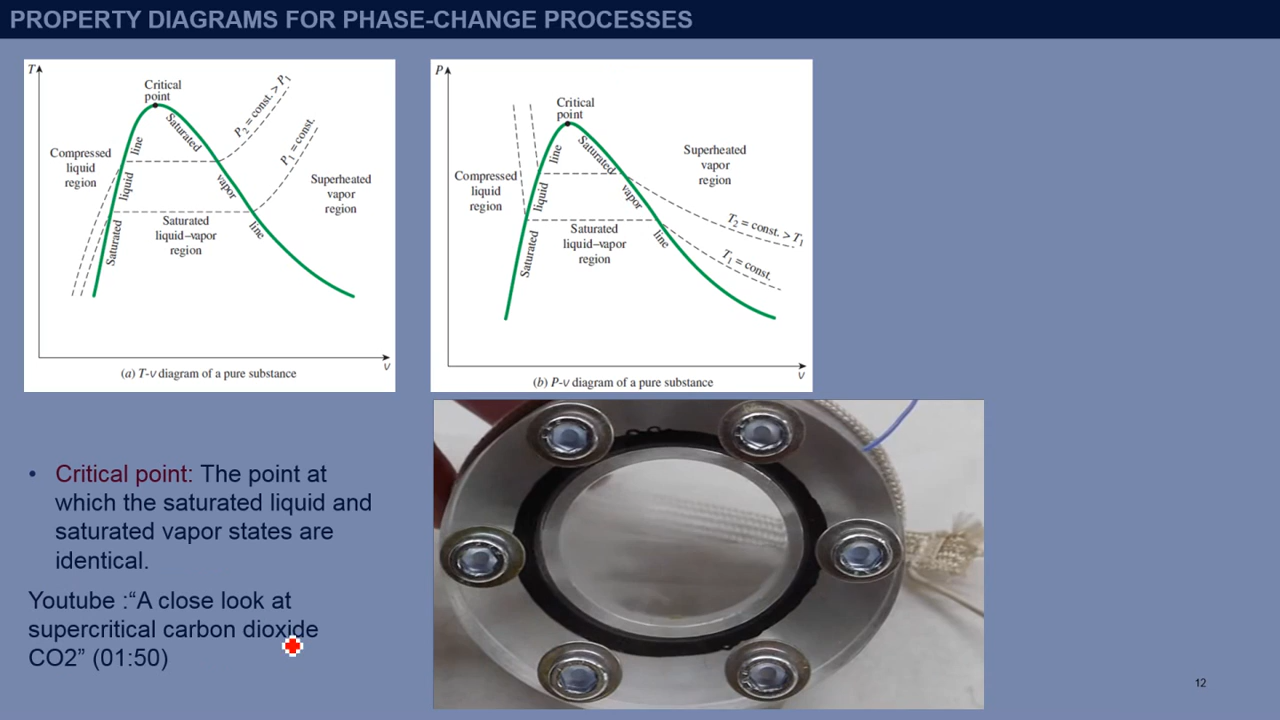 PROPERTY DIAGRAMS FOR PHASE-CHANGE PROCESSES
T
Critical
point
P2 = const. > P1
P1 = const.
Saturated
vapor
line
Saturated
liquid
line
Compressed
liquid
region
Superheated
vapor
region
Saturated
liquid–vapor
region
v
(a) T-v diagram of a pure substance
P
Critical
point
Saturated
vapor
line
Saturated
liquid
line
Compressed
liquid
region
Superheated
vapor
region
Saturated
liquid–vapor
region
T2 = const. > T1
T1 = const.
v
(b) P-v diagram of a pure substance
• Critical point: The point at
which the saturated liquid and
saturated vapor states are
identical.
Youtube :“A close look at
supercritical carbon dioxide
CO2” (01:50)
12